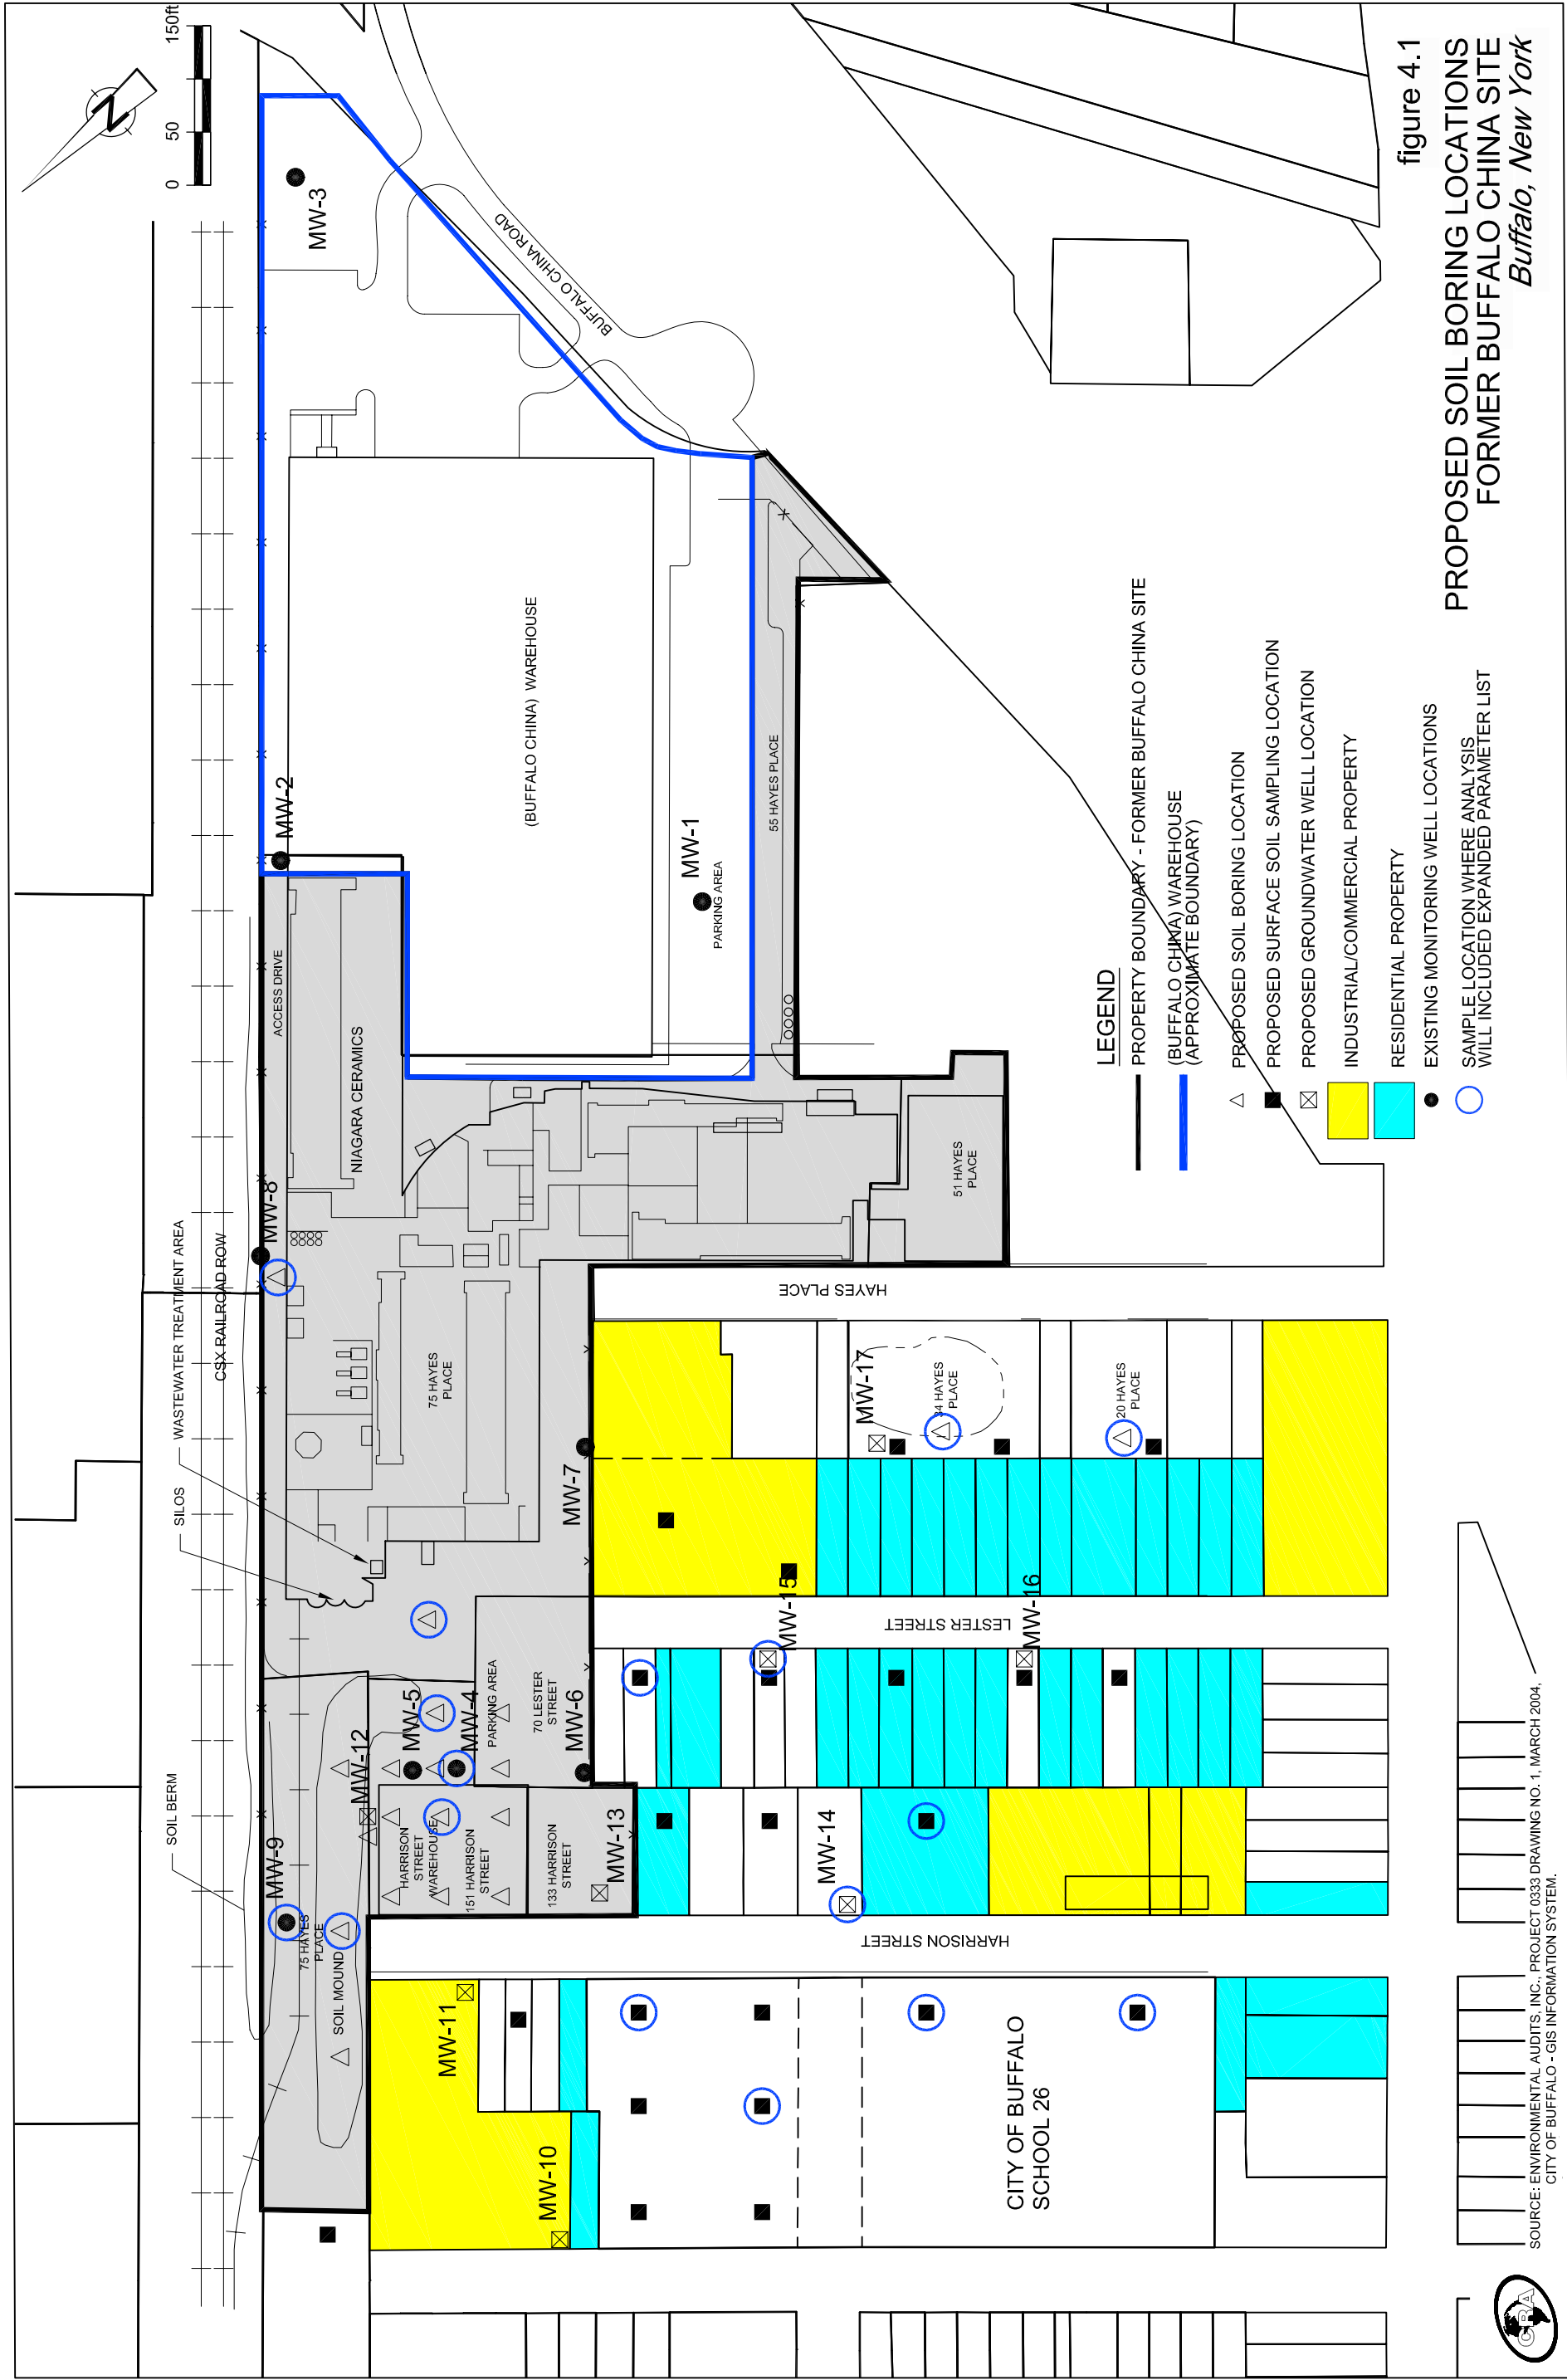 0
50
150ft
N
MW-3
BUFFALO CHINA ROAD
MW-2
(BUFFALO CHINA) WAREHOUSE
MW-1
PARKING AREA
55 HAYES PLACE
ACCESS DRIVE
NIAGARA CERAMICS
MW-8
WASTEWATER TREATMENT AREA
CSX RAILROAD ROW
SILOS
SOIL BERM
51 HAYES
PLACE
HAYES PLACE
75 HAYES
PLACE
MW-7
MW-17
34 HAYES
PLACE
20 HAYES
PLACE
LESTER STREET
MW-15
MW-16
MW-12
MW-5
MW-4
PARKING AREA
70 LESTER
STREET
MW-6
MW-9
75 HAYES
PLACE
SOIL MOUND
HARRISON
STREET
WAREHOUSE
151 HARRISON
STREET
133 HARRISON
STREET
MW-13
MW-14
HARRISON STREET
MW-11
MW-10
CITY OF BUFFALO
SCHOOL 26
LEGEND
PROPERTY BOUNDARY - FORMER BUFFALO CHINA SITE
(BUFFALO CHINA) WAREHOUSE
(APPROXIMATE BOUNDARY)
PROPOSED SOIL BORING LOCATION
PROPOSED SURFACE SOIL SAMPLING LOCATION
PROPOSED GROUNDWATER WELL LOCATION
INDUSTRIAL/COMMERCIAL PROPERTY
RESIDENTIAL PROPERTY
EXISTING MONITORING WELL LOCATIONS
SAMPLE LOCATION WHERE ANALYSIS
WILL INCLUDED EXPANDED PARAMETER LIST
figure 4.1
PROPOSED SOIL BORING LOCATIONS
FORMER BUFFALO CHINA SITE
Buffalo, New York
SOURCE: ENVIRONMENTAL AUDITS, INC., PROJECT 0333 DRAWING NO. 1, MARCH 2004,
CITY OF BUFFALO - GIS INFORMATION SYSTEM.
CRA